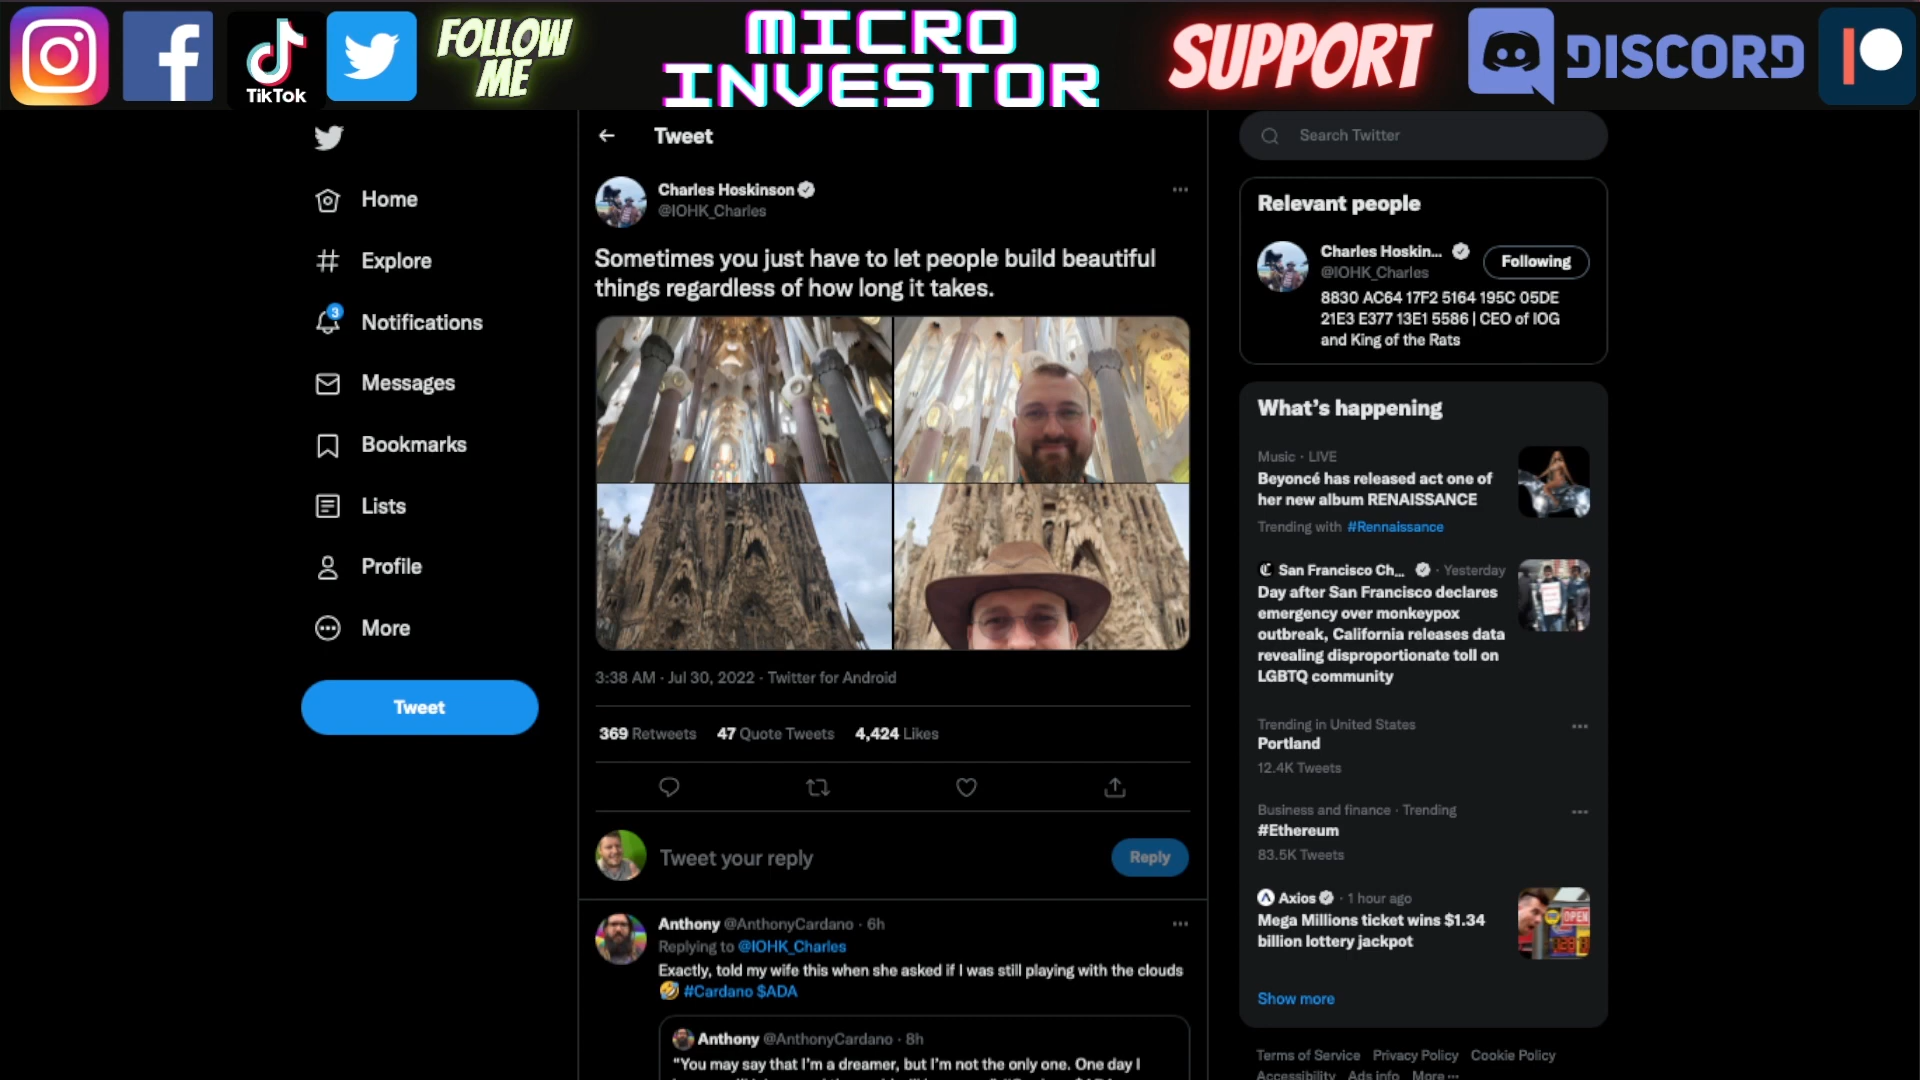 TikTok
FOLLOW
ME
MICRO
INVESTOR
SUPPORT
DISCORD
Home
Explore
3
Notifications
Messages
Bookmarks
Lists
Profile
More
Tweet
Tweet
Charles Hoskinson
@IOHK_Charles
Sometimes you just have to let people build beautiful
things regardless of how long it takes.
3:38 AM · Jul 30, 2022 · Twitter for Android
369 Retweets 47 Quote Tweets 4,424 Likes
Tweet your reply
Reply
Anthony @AnthonyCardano · 6h
Replying to @IOHK_Charles
Exactly, told my wife this when she asked if I was still playing with the clouds
🤣 #Cardano $ADA
Anthony @AnthonyCardano · 8h
“You may say that I’m a dreamer, but I’m not the only one. One day I
Search Twitter
Relevant people
Charles Hoskin...
Following
@IOHK_Charles
8830 AC64 17F2 5164 195C 05DE
21E3 E377 13E1 5586 | CEO of IOG
and King of the Rats
What’s happening
Music · LIVE
Beyoncé has released act one of
her new album RENAISSANCE
Trending with #Rennaissance
San Francisco Ch... · Yesterday
Day after San Francisco declares
emergency over monkeypox
outbreak, California releases data
revealing disproportionate toll on
LGBTQ community
Trending in United States
Portland
12.4K Tweets
Business and finance · Trending
#Ethereum
83.5K Tweets
Axios · 1 hour ago
Mega Millions ticket wins $1.34
billion lottery jackpot
OPEN
Show more
Terms of Service Privacy Policy Cookie Policy
Accessibility Ads info More ···